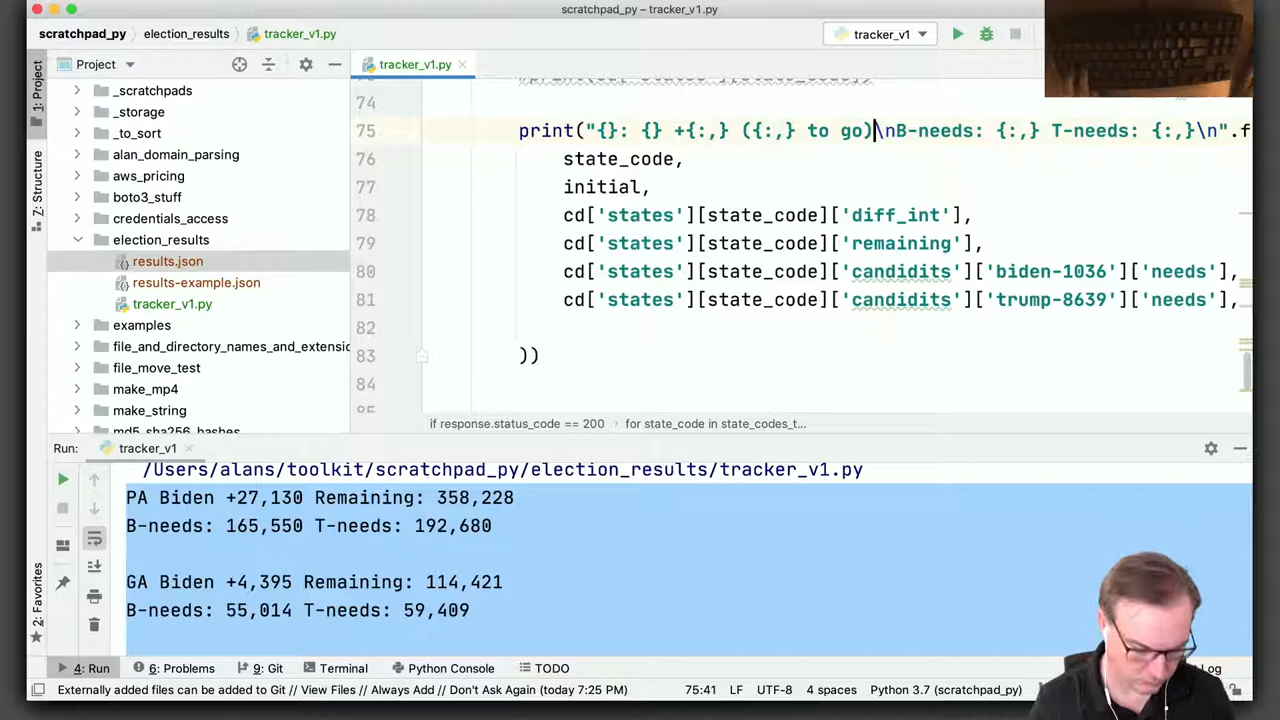 scratchpad_py – tracker_v1.py
scratchpad_py election_results tracker_v1.py tracker_v1
1: Project
Project
tracker_v1.py
_scratchpads
_storage
_to_sort
alan_domain_parsing
aws_pricing
boto3_stuff
credentials_access
election_results
results.json
results-example.json
tracker_v1.py
examples
file_and_directory_names_and_extensio
file_move_test
make_mp4
make_string
md5_sha256_hashes
Z: Structure
2: Favorites
74
75 print("{}: {} +{:,} ({:,} to go)\nB-needs: {:,} T-needs: {:,}\n".f
76 state_code,
77 initial,
78 cd['states'][state_code]['diff_int'],
79 cd['states'][state_code]['remaining'],
80 cd['states'][state_code]['candidits']['biden-1036']['needs'],
81 cd['states'][state_code]['candidits']['trump-8639']['needs'],
82
83 ))
84
85
if response.status_code == 200 for state_code in state_codes_t...
Run: tracker_v1
/Users/alans/toolkit/scratchpad_py/election_results/tracker_v1.py
PA Biden +27,130 Remaining: 358,228
B-needs: 165,550 T-needs: 192,680
GA Biden +4,395 Remaining: 114,421
B-needs: 55,014 T-needs: 59,409
4: Run 6: Problems 9: Git Terminal Python Console TODO Log
Externally added files can be added to Git // View Files // Always Add // Don't Ask Again (today 7:25 PM) 75:41 LF UTF-8 4 spaces Python 3.7 (scratchpad_py)